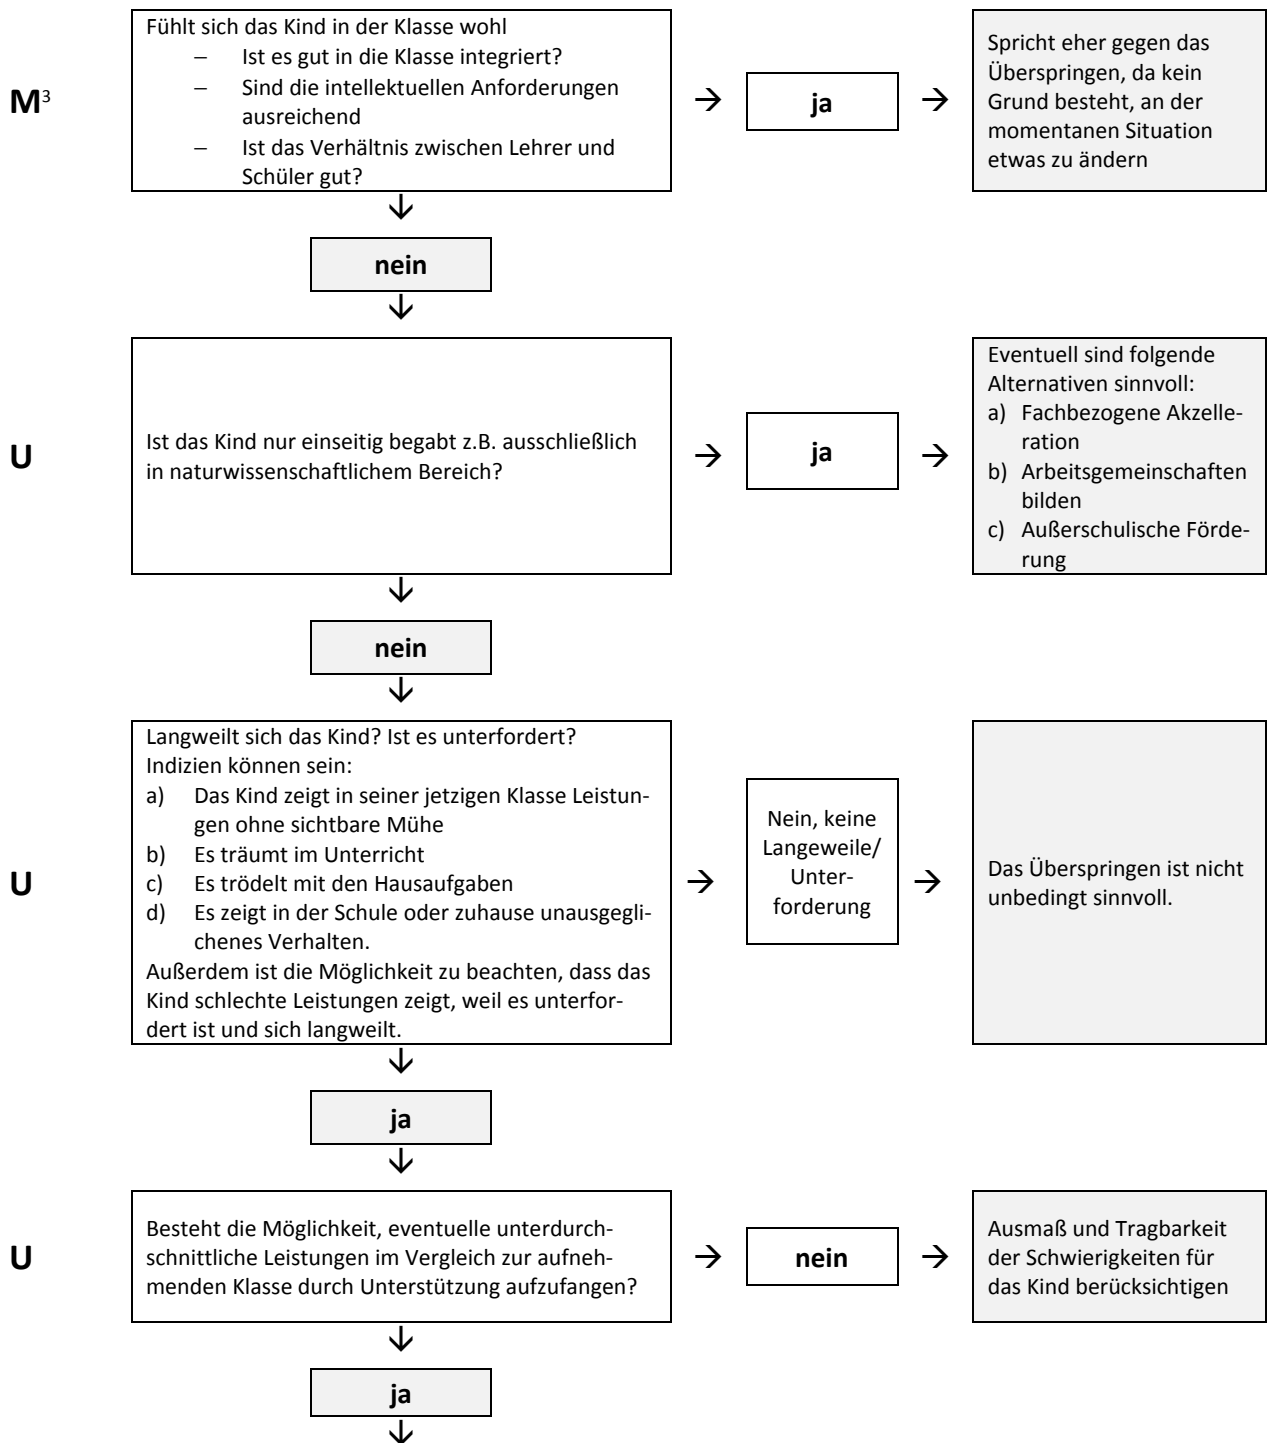 Fühlt sich das Kind in der Klasse wohl
– Ist es gut in die Klasse integriert?
– Sind die intellektuellen Anforderungen
ausreichend
– Ist das Verhältnis zwischen Lehrer und
Schüler gut?
M³
→
ja
→
Spricht eher gegen das
Überspringen, da kein
Grund besteht, an der
momentanen Situation
etwas zu ändern
↓
nein
↓
U
Ist das Kind nur einseitig begabt z.B. ausschließlich
in naturwissenschaftlichem Bereich?
→
ja
→
Eventuell sind folgende
Alternativen sinnvoll:
a) Fachbezogene Akzelle-
ration
b) Arbeitsgemeinschaften
bilden
c) Außerschulische Förde-
rung
↓
nein
↓
U
Langweilt sich das Kind? Ist es unterfordert?
Indizien können sein:
a) Das Kind zeigt in seiner jetzigen Klasse Leistun-
gen ohne sichtbare Mühe
b) Es träumt im Unterricht
c) Es trödelt mit den Hausaufgaben
d) Es zeigt in der Schule oder zuhause unausgegli-
chenes Verhalten.
Außerdem ist die Möglichkeit zu beachten, dass das
Kind schlechte Leistungen zeigt, weil es unterfor-
dert ist und sich langweilt.
→
Nein, keine
Langeweile/
Unter-
forderung
→
Das Überspringen ist nicht
unbedingt sinnvoll.
↓
ja
↓
U
Besteht die Möglichkeit, eventuelle unterdurch-
schnittliche Leistungen im Vergleich zur aufneh-
menden Klasse durch Unterstützung aufzufangen?
→
nein
→
Ausmaß und Tragbarkeit
der Schwierigkeiten für
das Kind berücksichtigen
↓
ja
↓